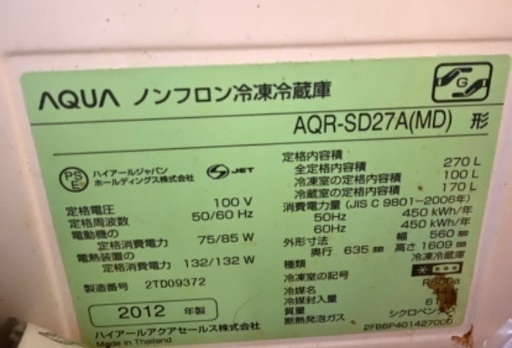 AQUA ノンフロン冷凍冷蔵庫
G
AQR-SD27A(MD) 形
PS E ハイアールジャパン ホールディングス株式会社 S JET
定格電圧 100 V
定格周波数 50/60 Hz
電動機の
定格消費電力 75/85 W
電熱装置の
定格消費電力 132/132 W
製造番号 2TD09372
2012 年製
ハイアールアクアセールス株式会社
Made in Thailand
定格内容積
全定格内容積 270 L
冷凍室の定格内容積 100 L
冷蔵室の定格内容積 170 L
消費電力量(JIS C 9801-2006年)
50Hz 450 kWh/年
60Hz 450 kWh/年
外形寸法 幅 560 mm
奥行 635 mm 高さ 1609 mm
種類 冷凍冷蔵庫
冷凍室の記号
冷媒
冷媒封入量
質量
断熱発泡ガス シクロペンタン
2FB6P40142700